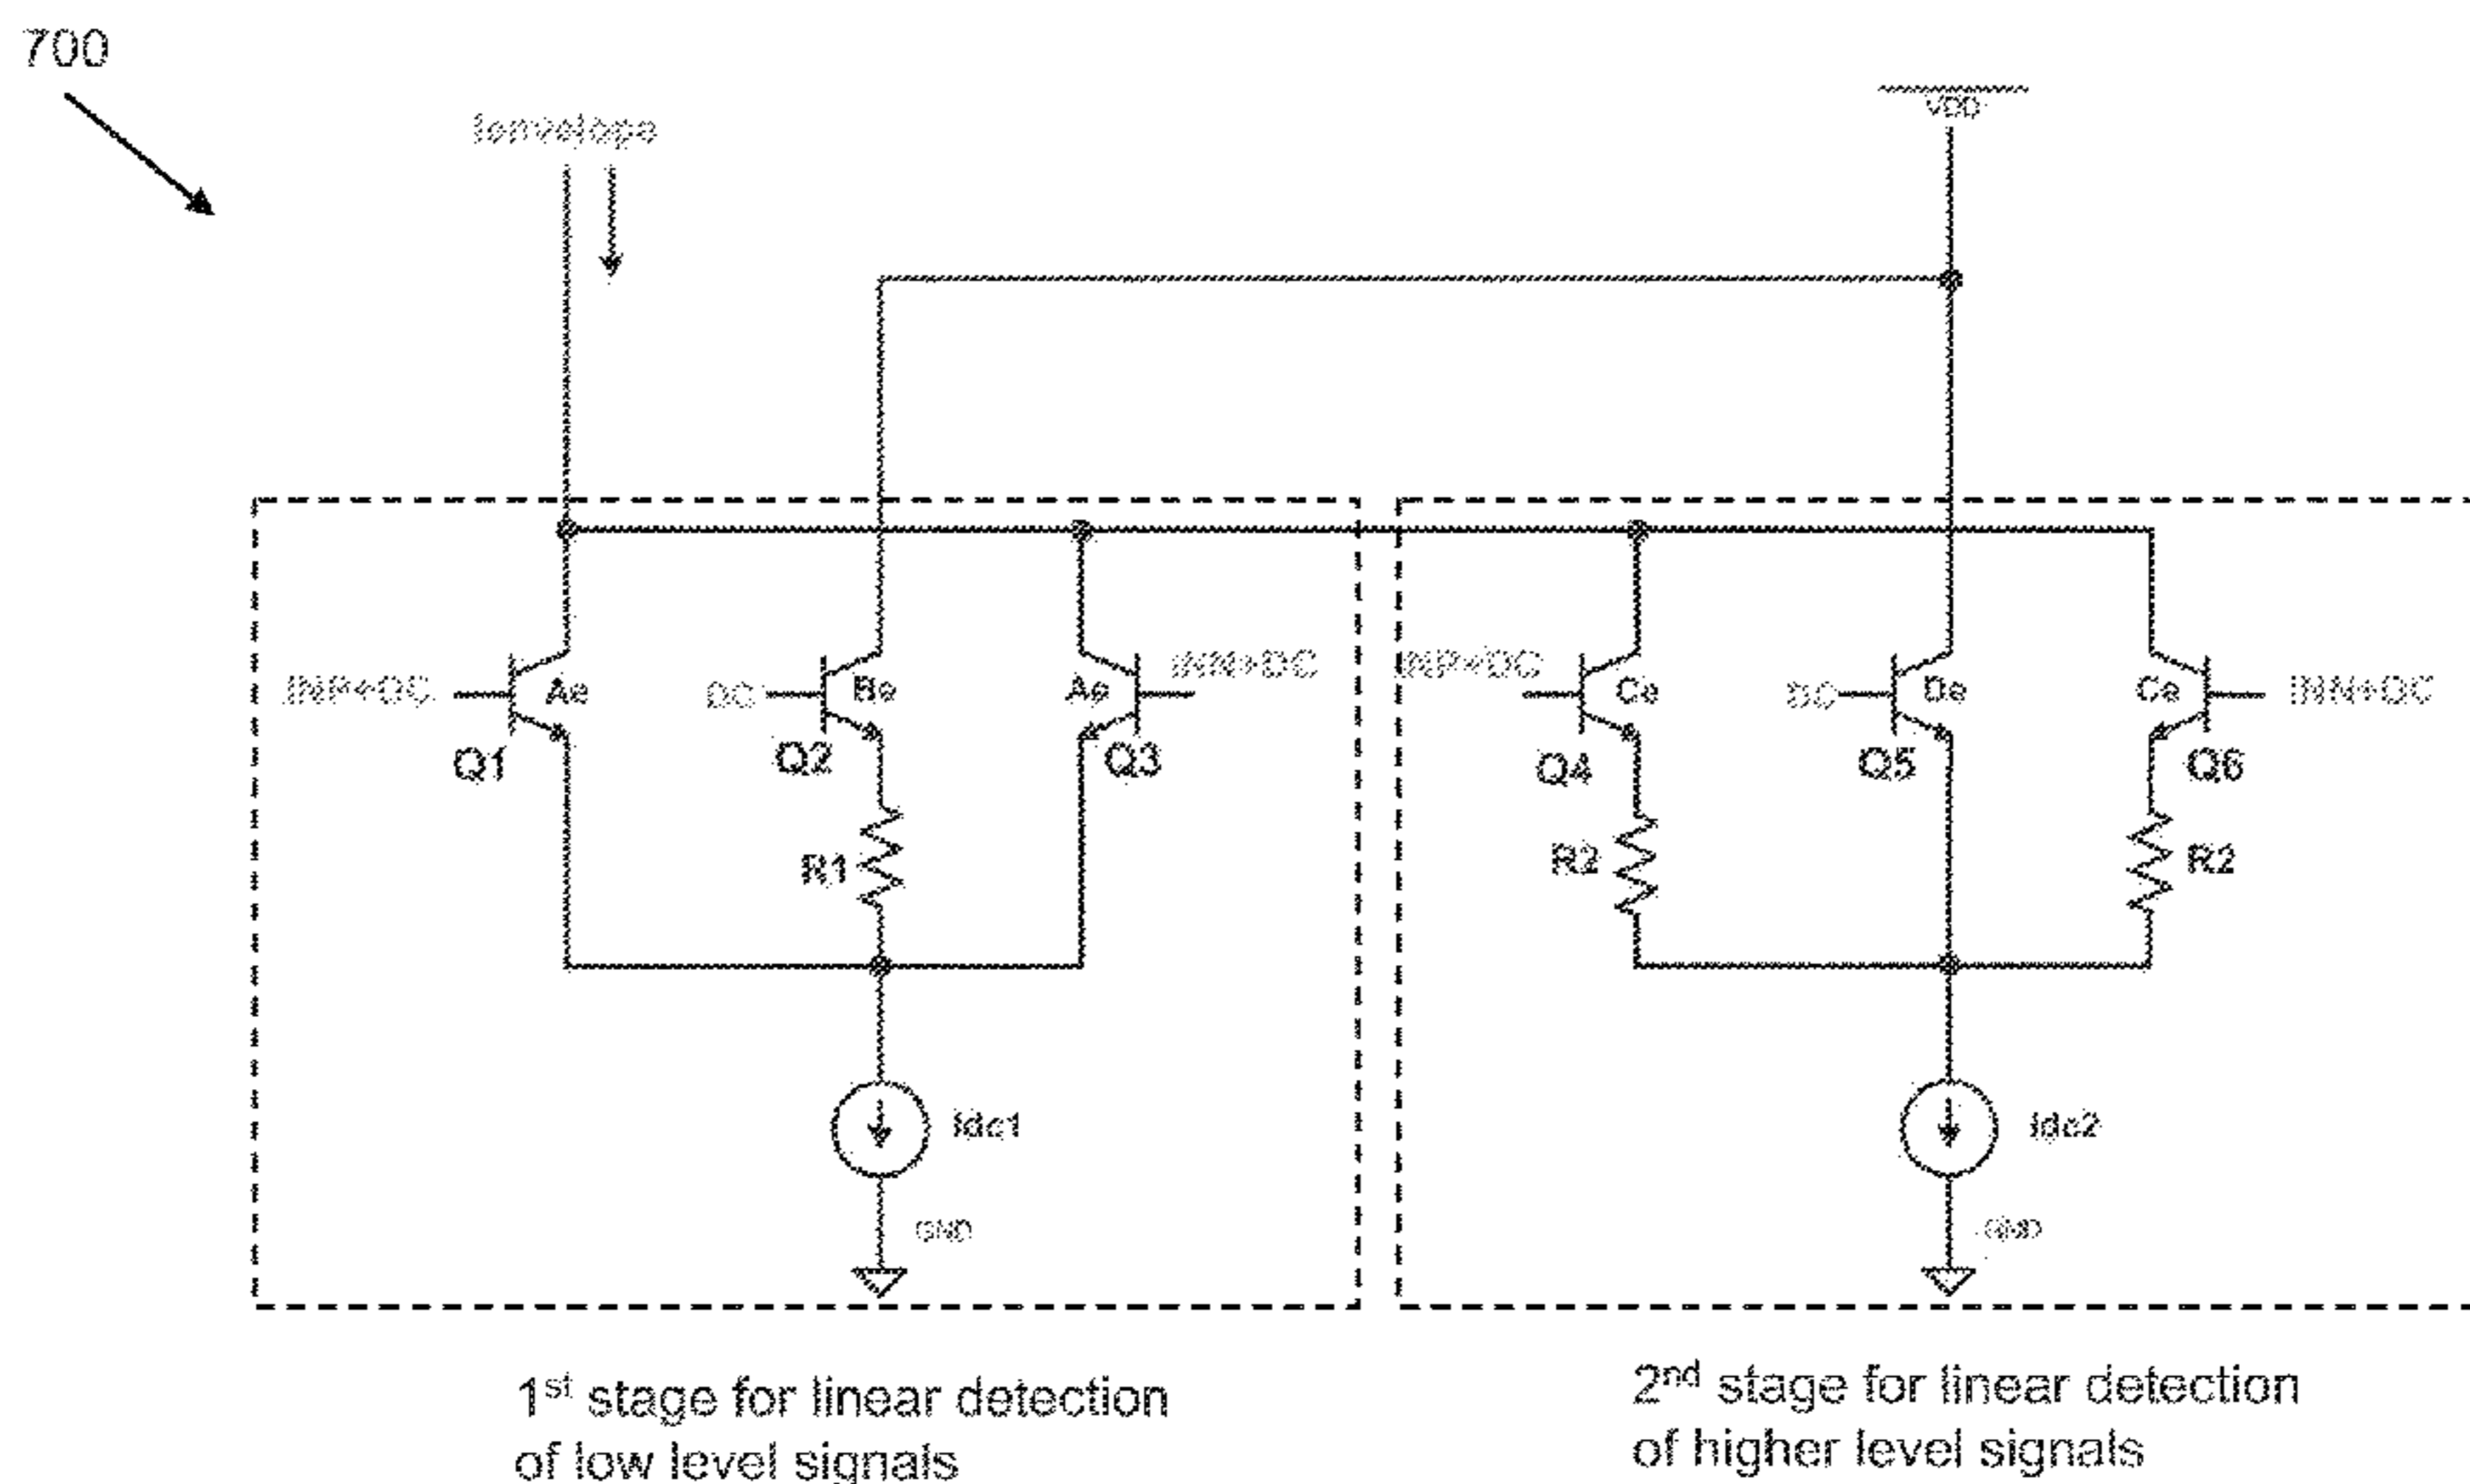 700
Ienvelope
VDD
INP+DC
Ae
Q1
DC
Be
Q2
Ae
INN+DC
Q3
INP+DC
Ce
Q4
DC
De
Q5
Ce
INN+DC
Q6
R1
R2
R2
Idc1
Idc2
GND
GND
1st stage for linear detection
of low level signals
2nd stage for linear detection
of higher level signals